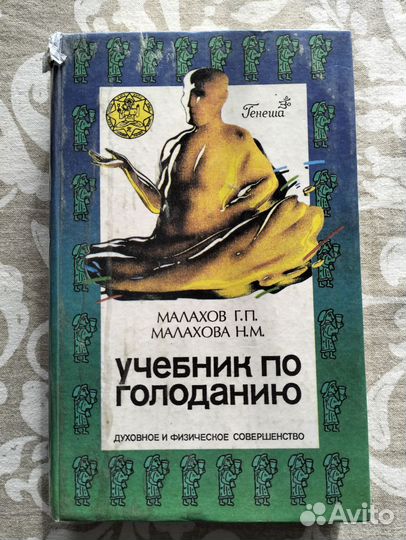 Генеша
МАЛАХОВ Г.П.
МАЛАХОВА Н.М.
учебник по
голоданию
ДУХОВНОЕ И ФИЗИЧЕСКОЕ СОВЕРШЕНСТВО
Avito